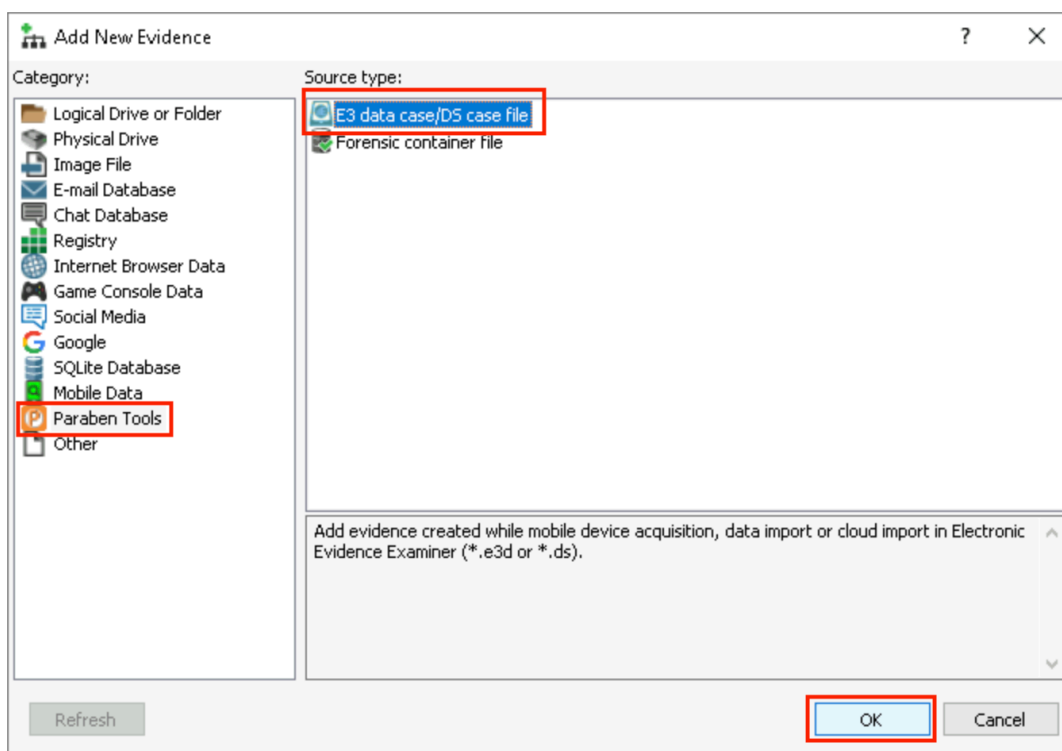 Add New Evidence
?
Category:
Source type:
Logical Drive or Folder
Physical Drive
Image File
E-mail Database
Chat Database
Registry
Internet Browser Data
Game Console Data
Social Media
Google
SQLite Database
Mobile Data
Paraben Tools
Other
E3 data case/DS case file
Forensic container file
Add evidence created while mobile device acquisition, data import or cloud import in Electronic
Evidence Examiner (*.e3d or *.ds).
Refresh
OK
Cancel